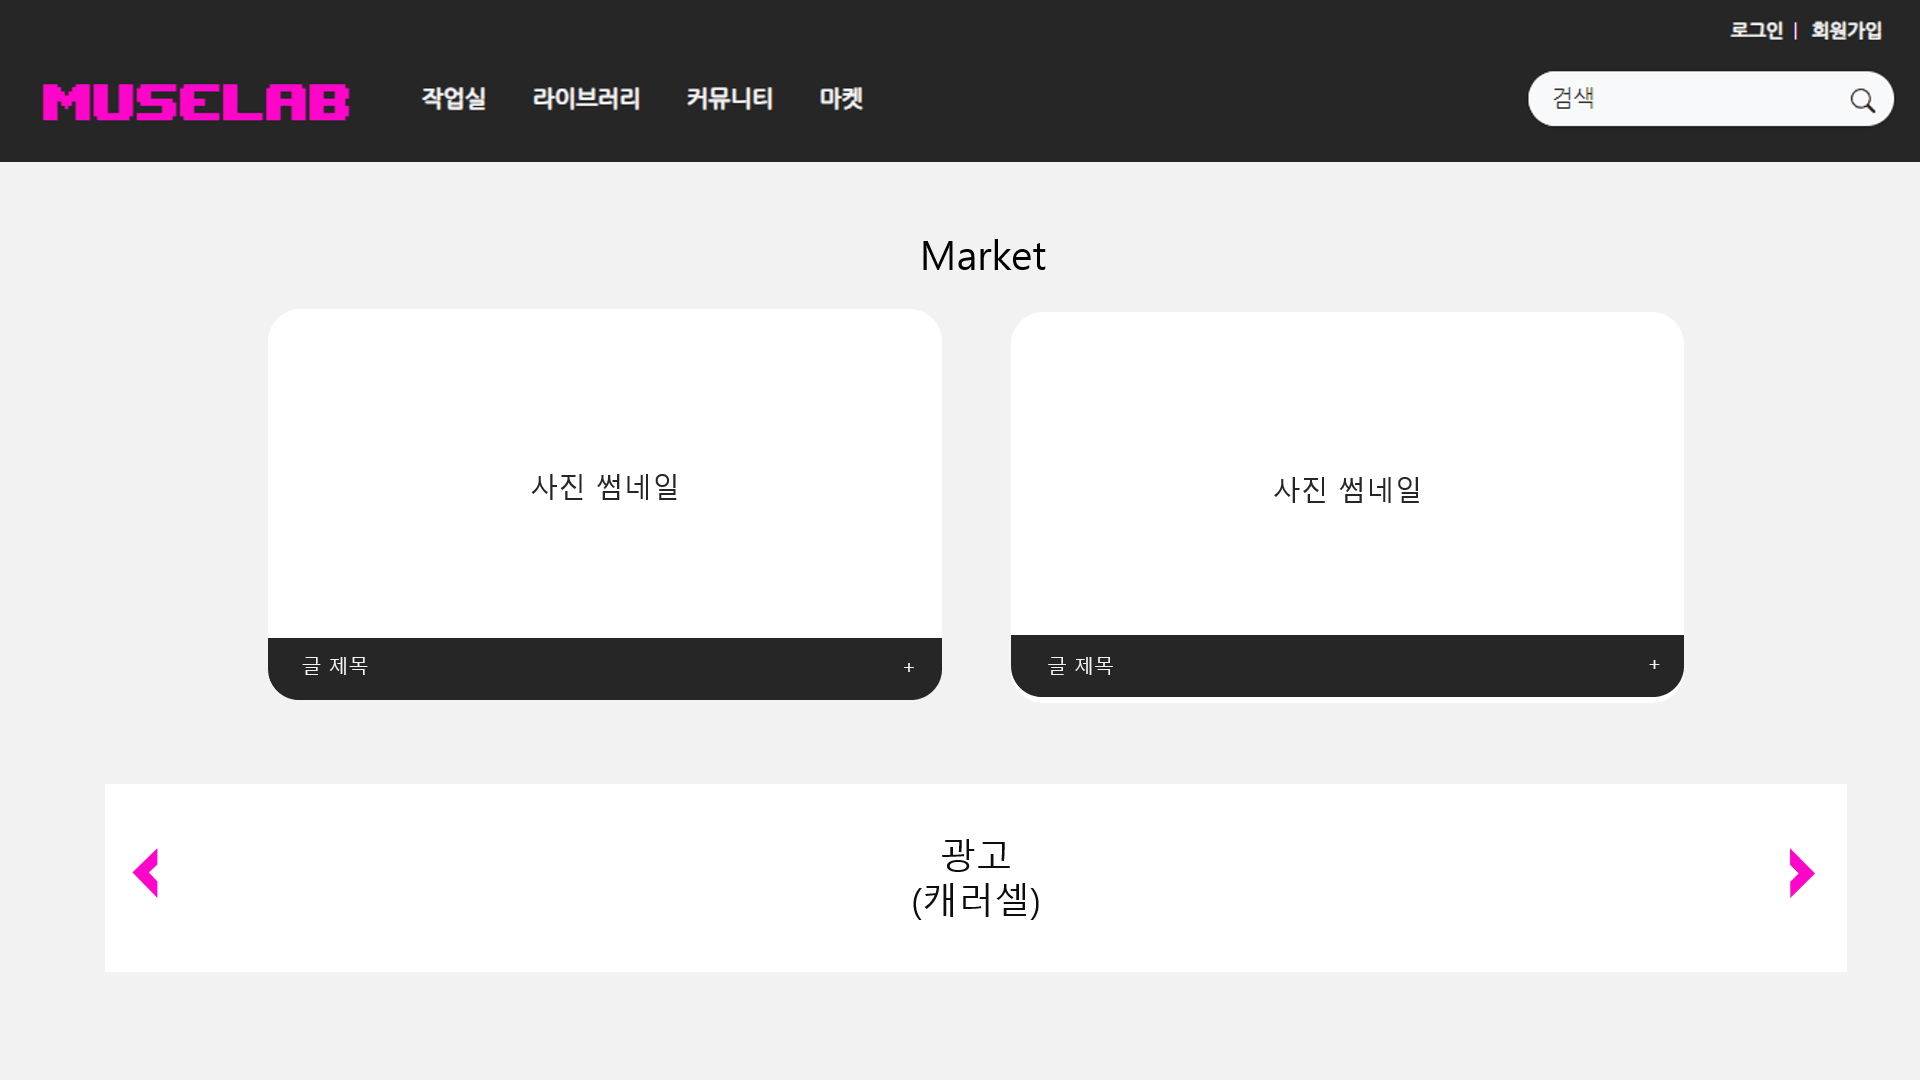 로그인 | 회원가입
MUSELAB 작업실 라이브러리 커뮤니티 마켓 검색
Market
사진 썸네일
글 제목 +
사진 썸네일
글 제목 +
광고
(캐러셀)